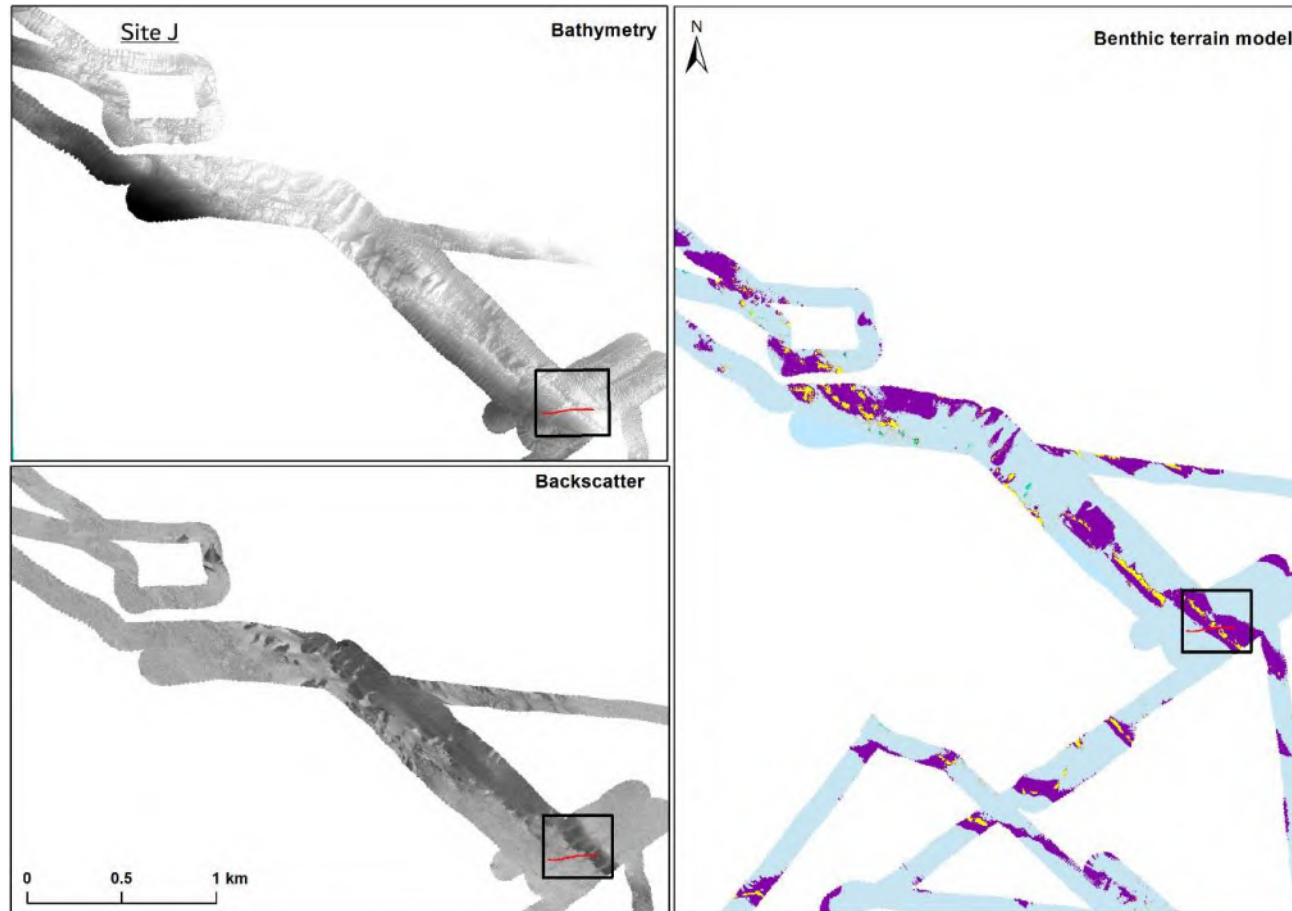 Site J
Bathymetry
N
Benthic terrain model
Backscatter
0 0.5 1 km